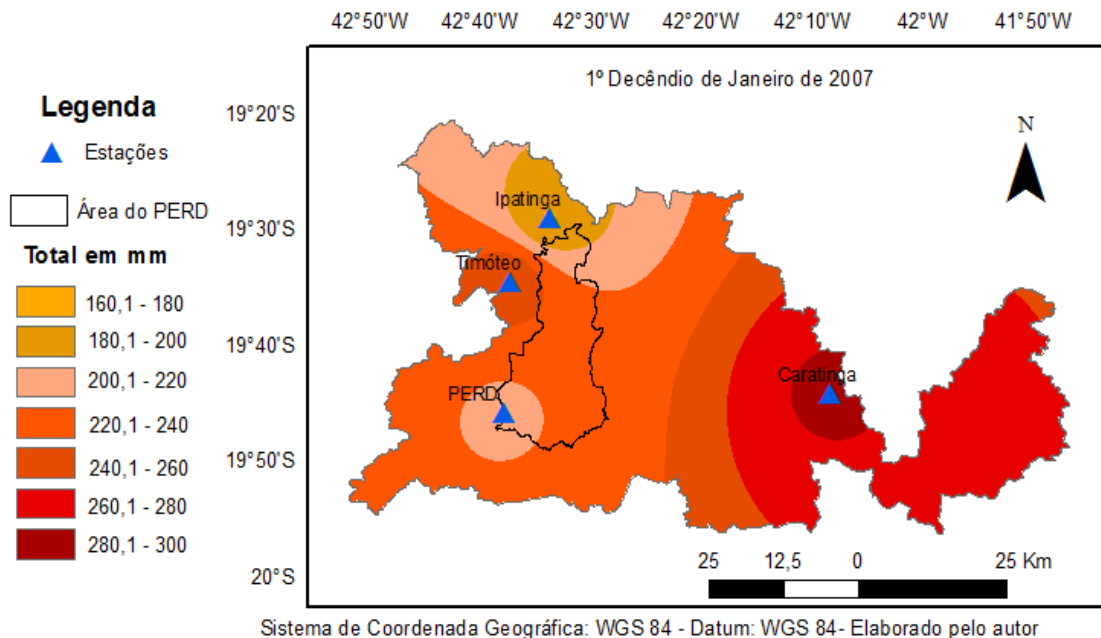 42°50'W 42°40'W 42°30'W 42°20'W 42°10'W 42°W 41°50'W
1º Decêndio de Janeiro de 2007
Legenda
Estações
Área do PERD
Total em mm
160,1 - 180
180,1 - 200
200,1 - 220
220,1 - 240
240,1 - 260
260,1 - 280
280,1 - 300
19°20'S
19°30'S
19°40'S
19°50'S
20°S
N
Ipatinga
Timóteo
PERD
Caratinga
25 12,5 0 25 Km
Sistema de Coordenada Geográfica: WGS 84 - Datum: WGS 84- Elaborado pelo autor